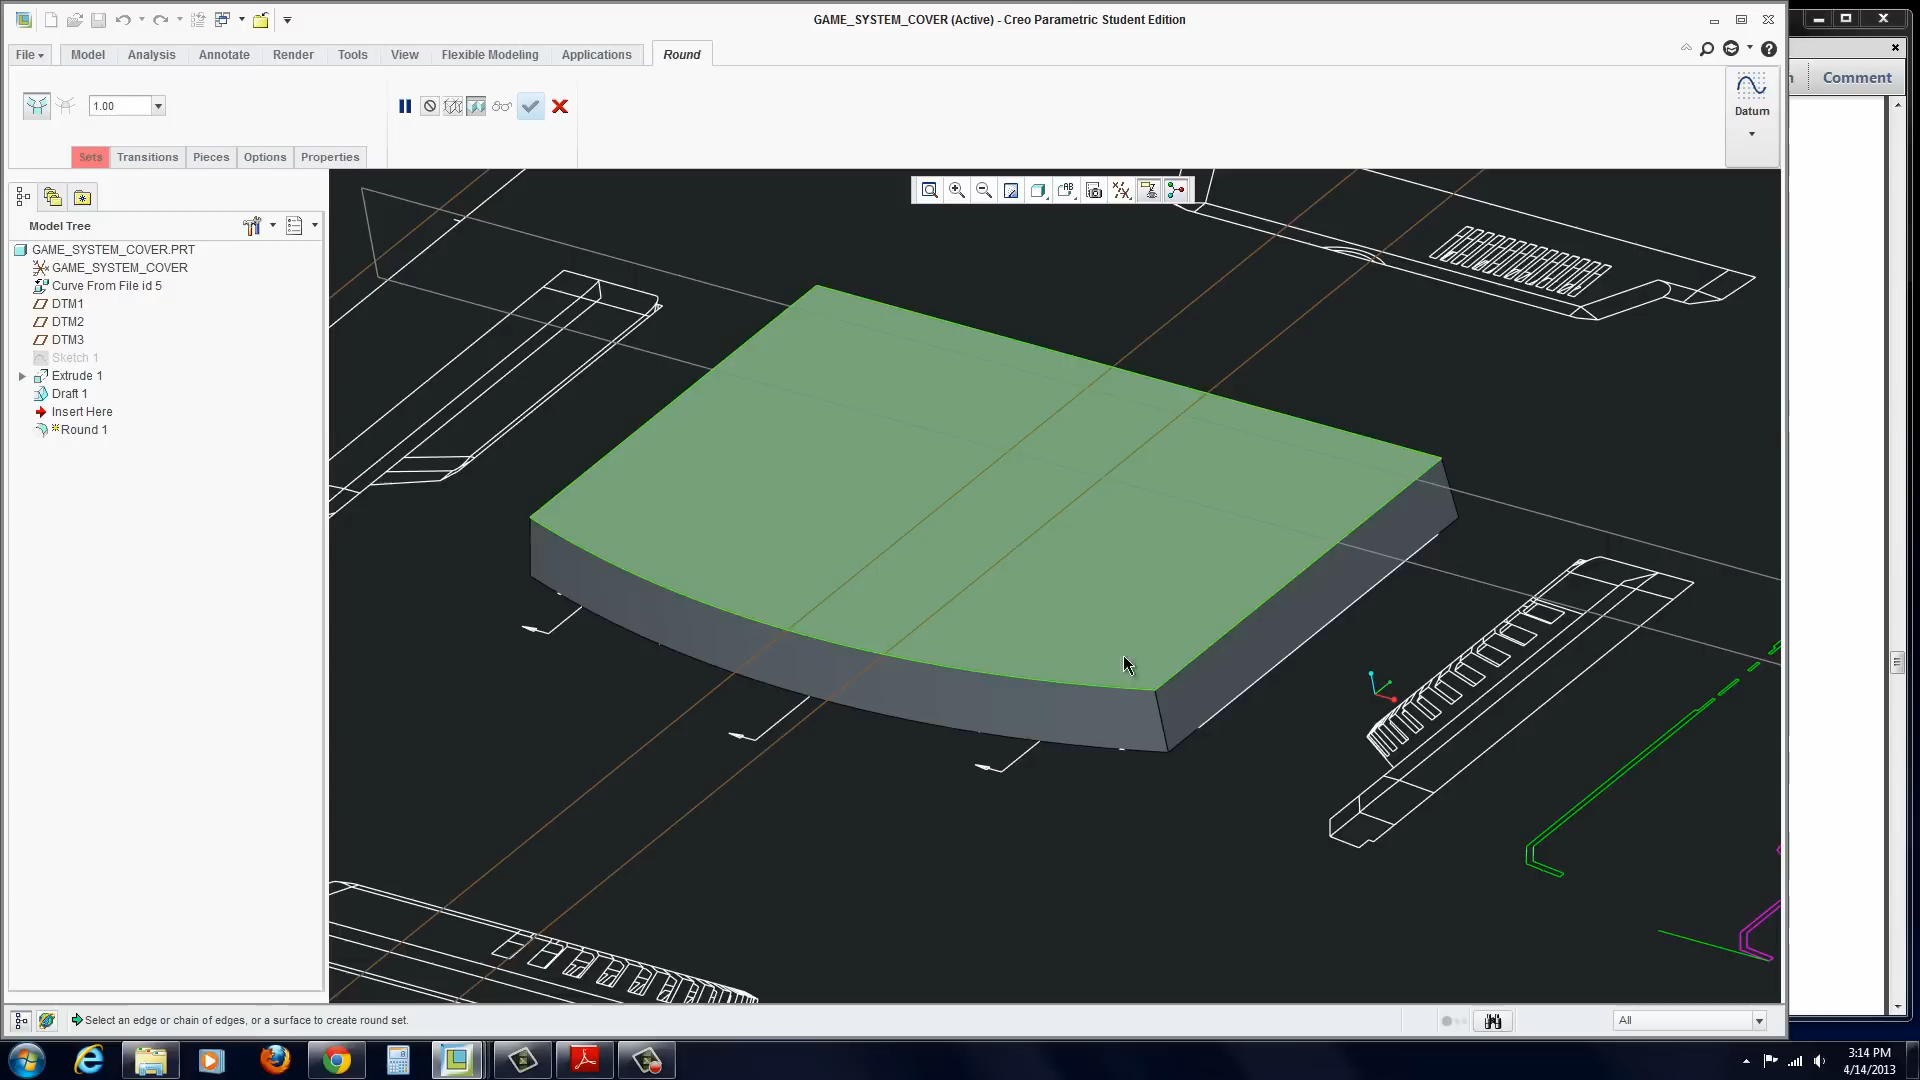 GAME_SYSTEM_COVER (Active) - Creo Parametric Student Edition
File
Model
Analysis
Annotate
Render
Tools
View
Flexible Modeling
Applications
Round
Comment
1.00
Datum
Sets
Transitions
Pieces
Options
Properties
Model Tree
GAME_SYSTEM_COVER.PRT
GAME_SYSTEM_COVER
Curve From File id 5
DTM1
DTM2
DTM3
Sketch 1
Extrude 1
Draft 1
Insert Here
Round 1
Select an edge or chain of edges, or a surface to create round set.
All
3:14 PM
4/14/2013